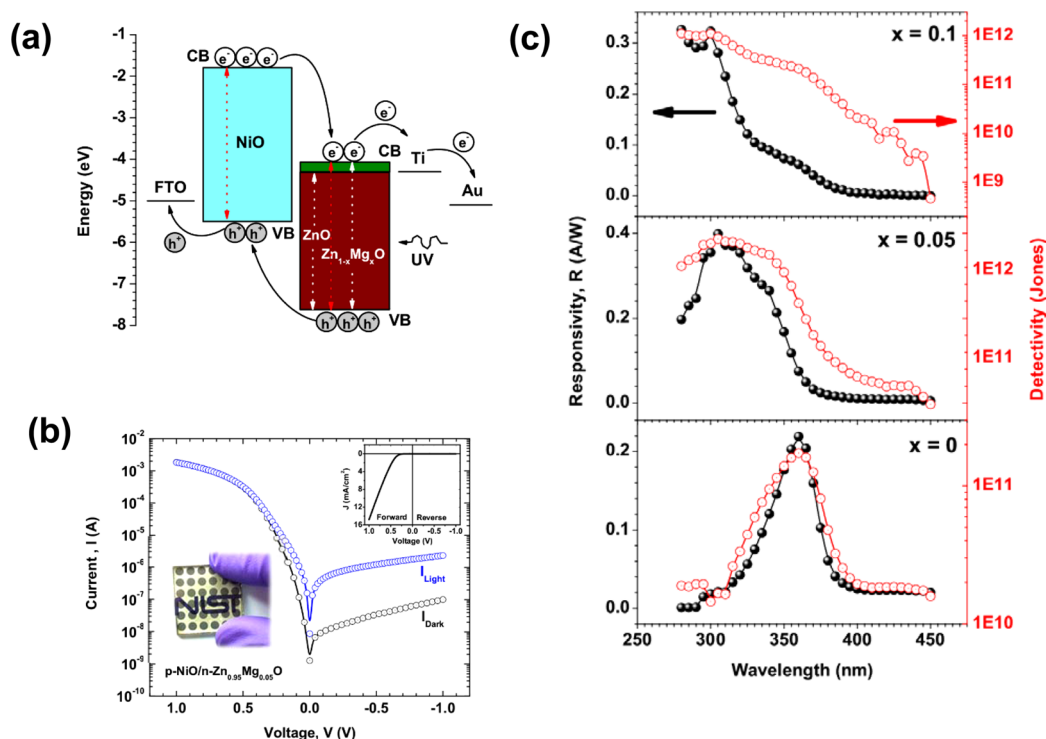 (a)
-1
-2
-3
-4
-5
-6
-7
-8
Energy (eV)
CB
e⁻ e⁻ e⁻
NiO
FTO
h⁺
VB
h⁺ h⁺
e⁻
e⁻ e⁻
CB
Ti
e⁻
Au
ZnO
Zn₁₋ₓMgₓO
UV
h⁺ h⁺ h⁺
VB
(b)
10⁻²
10⁻³
10⁻⁴
10⁻⁵
10⁻⁶
10⁻⁷
10⁻⁸
10⁻⁹
10⁻¹⁰
Current , I (A)
1.0 0.5 0.0 -0.5 -1.0
Voltage, V (V)
J (mA/cm²)
0
4
8
12
16
Forward Reverse
1.0 0.5 0.0 -0.5 -1.0
Voltage (V)
I Light
I Dark
NIST
p-NiO/n-Zn₀.₉₅Mg₀.₀₅O
(c)
x = 0.1
0.3
0.2
0.1
0.0
1E12
1E11
1E10
1E9
x = 0.05
0.4
0.2
0.0
1E12
1E11
x = 0
0.2
0.2
0.1
0.0
0.0
1E11
1E10
Responsivity, R (A/W)
Detectivity (Jones)
250 300 350 400 450
Wavelength (nm)